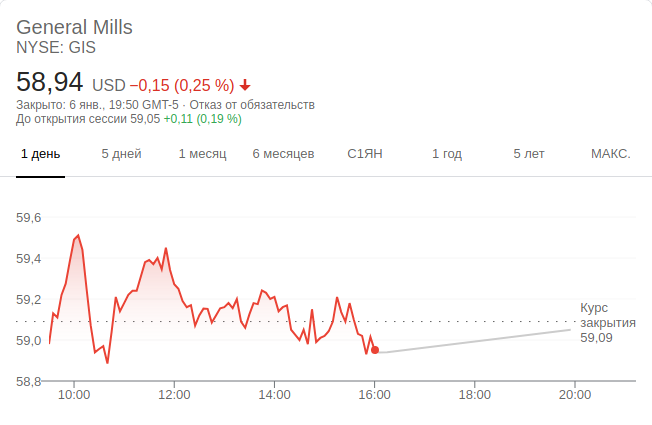 General Mills
NYSE: GIS
58,94 USD −0,15 (0,25 %)
Закрыто: 6 янв., 19:50 GMT-5 · Отказ от обязательств
До открытия сессии 59,05 +0,11 (0,19 %)
1 день 5 дней 1 месяц 6 месяцев С1ЯН 1 год 5 лет МАКС.
59,6
59,4
59,2
59,0
58,8
Курс
закрытия
59,09
10:00 12:00 14:00 16:00 18:00 20:00